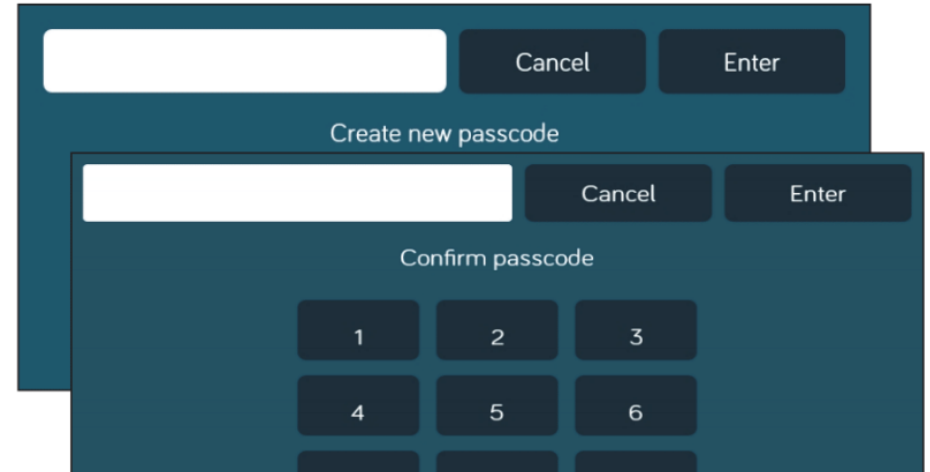 Cancel Enter
Create new passcode
Cancel Enter
Confirm passcode
1 2 3
4 5 6